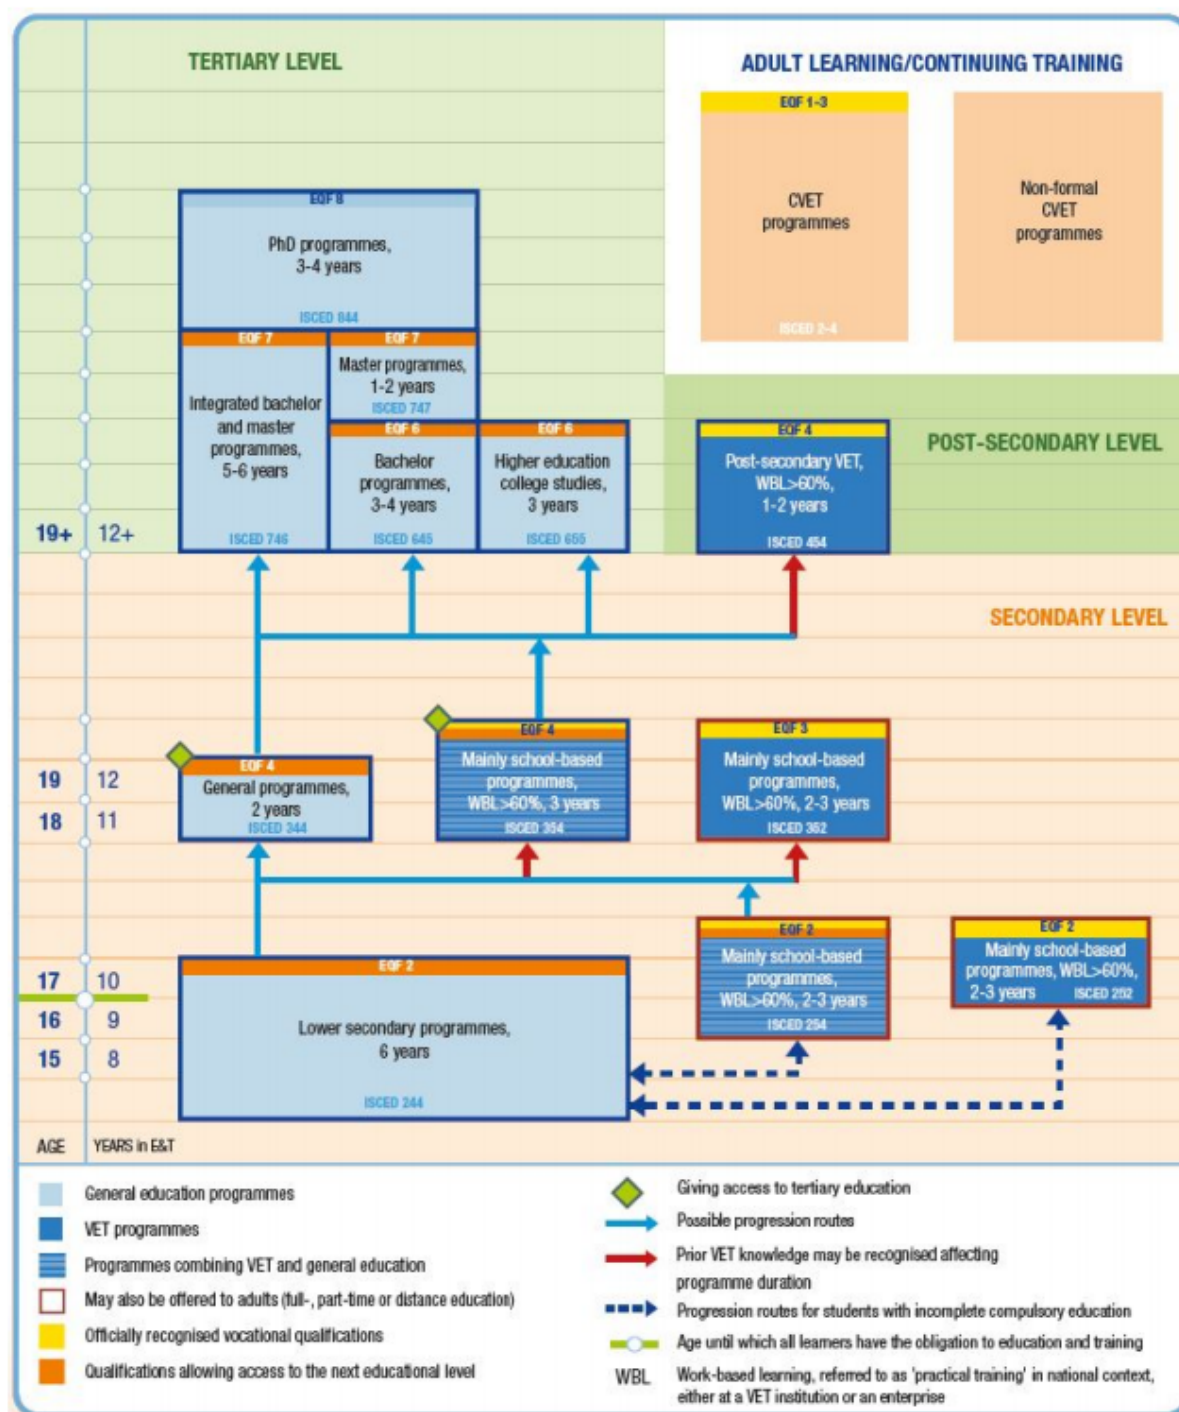 TERTIARY LEVEL
ADULT LEARNING/CONTINUING TRAINING
EQF 1-3
CVET
programmes
ISCED 2-4
Non-formal
CVET
programmes
EQF 8
PhD programmes,
3-4 years
ISCED 844
EQF 7
Integrated bachelor
and master
programmes,
5-6 years
ISCED 746
EQF 7
Master programmes,
1-2 years
ISCED 747
EQF 6
Bachelor
programmes,
3-4 years
ISCED 645
EQF 6
Higher education
college studies,
3 years
ISCED 655
POST-SECONDARY LEVEL
EQF 4
Post-secondary VET,
WBL>60%,
1-2 years
ISCED 454
19+ 12+
SECONDARY LEVEL
EQF 4
General programmes,
2 years
ISCED 344
EQF 4
Mainly school-based
programmes,
WBL>60%, 3 years
ISCED 354
EQF 3
Mainly school-based
programmes,
WBL>60%, 2-3 years
ISCED 352
19 12
18 11
EQF 2
Lower secondary programmes,
6 years
ISCED 244
EQF 2
Mainly school-based
programmes,
WBL>60%, 2-3 years
ISCED 254
EQF 2
Mainly school-based
programmes, WBL>60%,
2-3 years ISCED 252
17 10
16 9
15 8
AGE YEARS in E&T
General education programmes
VET programmes
Programmes combining VET and general education
May also be offered to adults (full-, part-time or distance education)
Officially recognised vocational qualifications
Qualifications allowing access to the next educational level
Giving access to tertiary education
Possible progression routes
Prior VET knowledge may be recognised affecting
programme duration
Progression routes for students with incomplete compulsory education
Age until which all learners have the obligation to education and training
WBL Work-based learning, referred to as 'practical training' in national context,
either at a VET institution or an enterprise